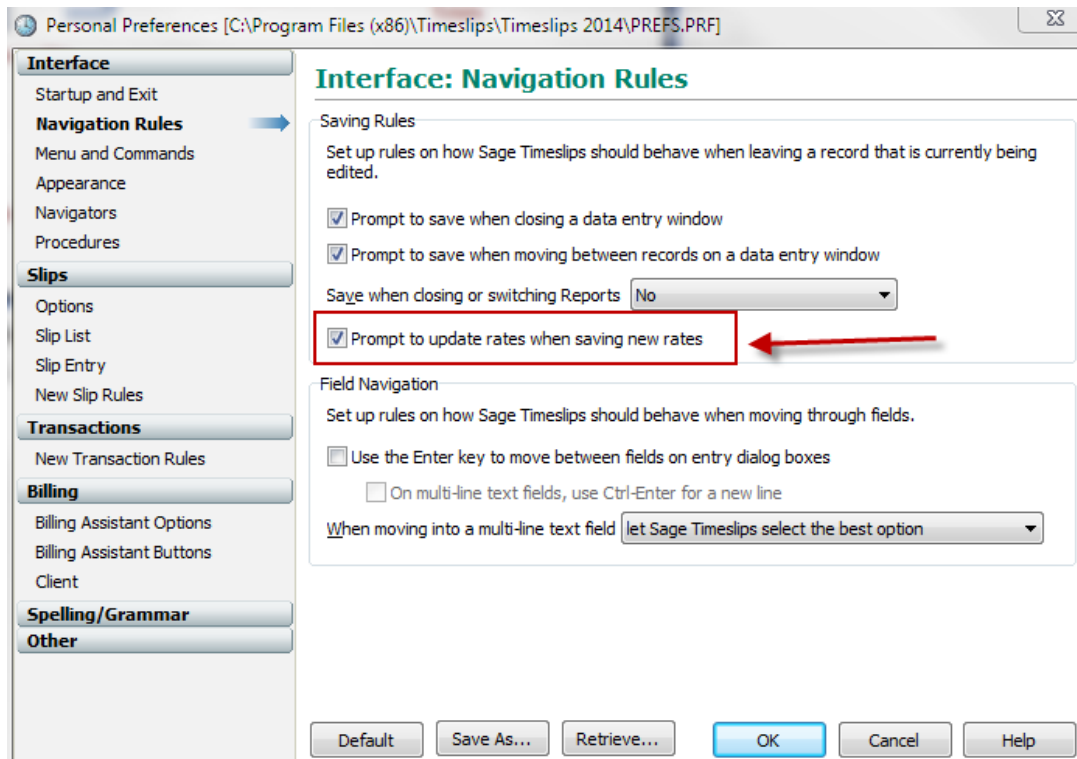 Personal Preferences [C:\Program Files (x86)\Timeslips\Timeslips 2014\PREFS.PRF]
Interface
Startup and Exit
Navigation Rules
Menu and Commands
Appearance
Navigators
Procedures
Slips
Options
Slip List
Slip Entry
New Slip Rules
Transactions
New Transaction Rules
Billing
Billing Assistant Options
Billing Assistant Buttons
Client
Spelling/Grammar
Other
Interface: Navigation Rules
Saving Rules
Set up rules on how Sage Timeslips should behave when leaving a record that is currently being
edited.
Prompt to save when closing a data entry window
Prompt to save when moving between records on a data entry window
Save when closing or switching Reports No
Prompt to update rates when saving new rates
Field Navigation
Set up rules on how Sage Timeslips should behave when moving through fields.
Use the Enter key to move between fields on entry dialog boxes
On multi-line text fields, use Ctrl-Enter for a new line
When moving into a multi-line text field let Sage Timeslips select the best option
Default Save As... Retrieve... OK Cancel Help